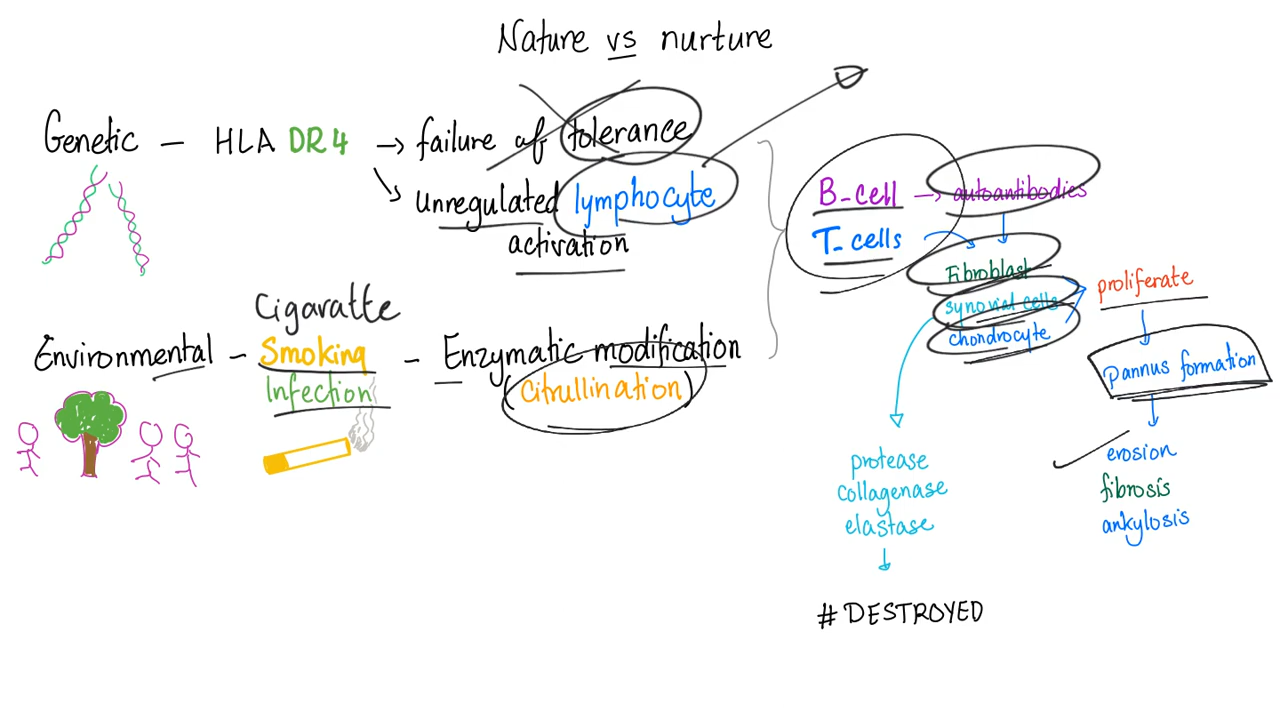 Nature vs nurture
Genetic – HLA DR4 → failure of tolerance
unregulated lymphocyte
activation
Cigaratte
Environmental – Smoking – Enzymatic modification
Infection (Citrullination)
B-cell → autoantibodies
T-cells
Fibroblast
synovial cells
chondrocyte
proliferate
pannus formation
erosion
fibrosis
ankylosis
protease
collagenase
elastase
#DESTROYED